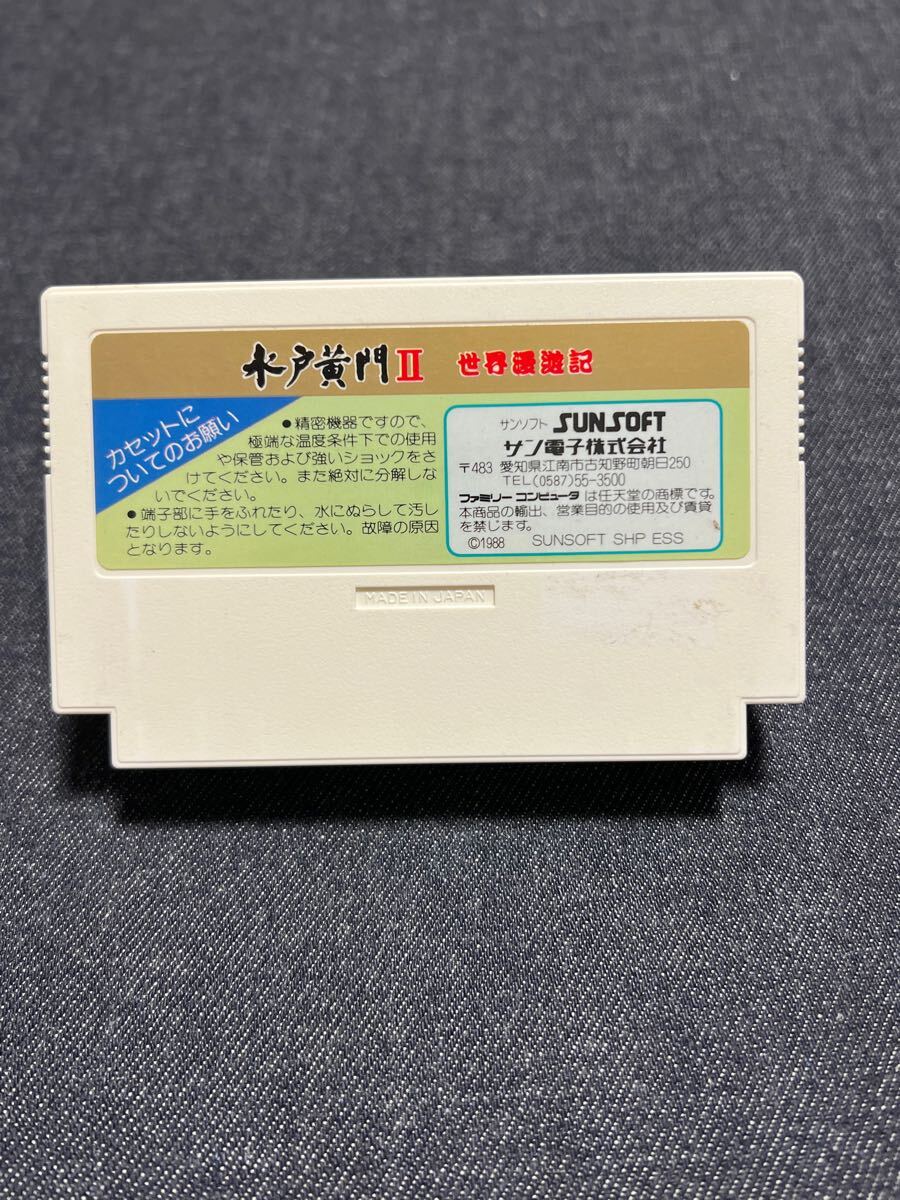 水戸黄門II 世界漫遊記
カセットに
ついてのお願い
●精密機器ですので、
極端な温度条件下での使用
や保管および強いショックをさ
けてください。また絶対に分解しな
いでください。
●端子部に手をふれたり、水にぬらして汚し
たりしないようにしてください。故障の原因
となります。
サンソフト SUNSOFT
サン電子株式会社
〒483 愛知県江南市古知野町朝日250
TEL(0587)55-3500
ファミリーコンピュータ は任天堂の商標です。
本商品の輸出、営業目的の使用及び賃貸
を禁じます。
©1988 SUNSOFT SHP ESS
MADE IN JAPAN